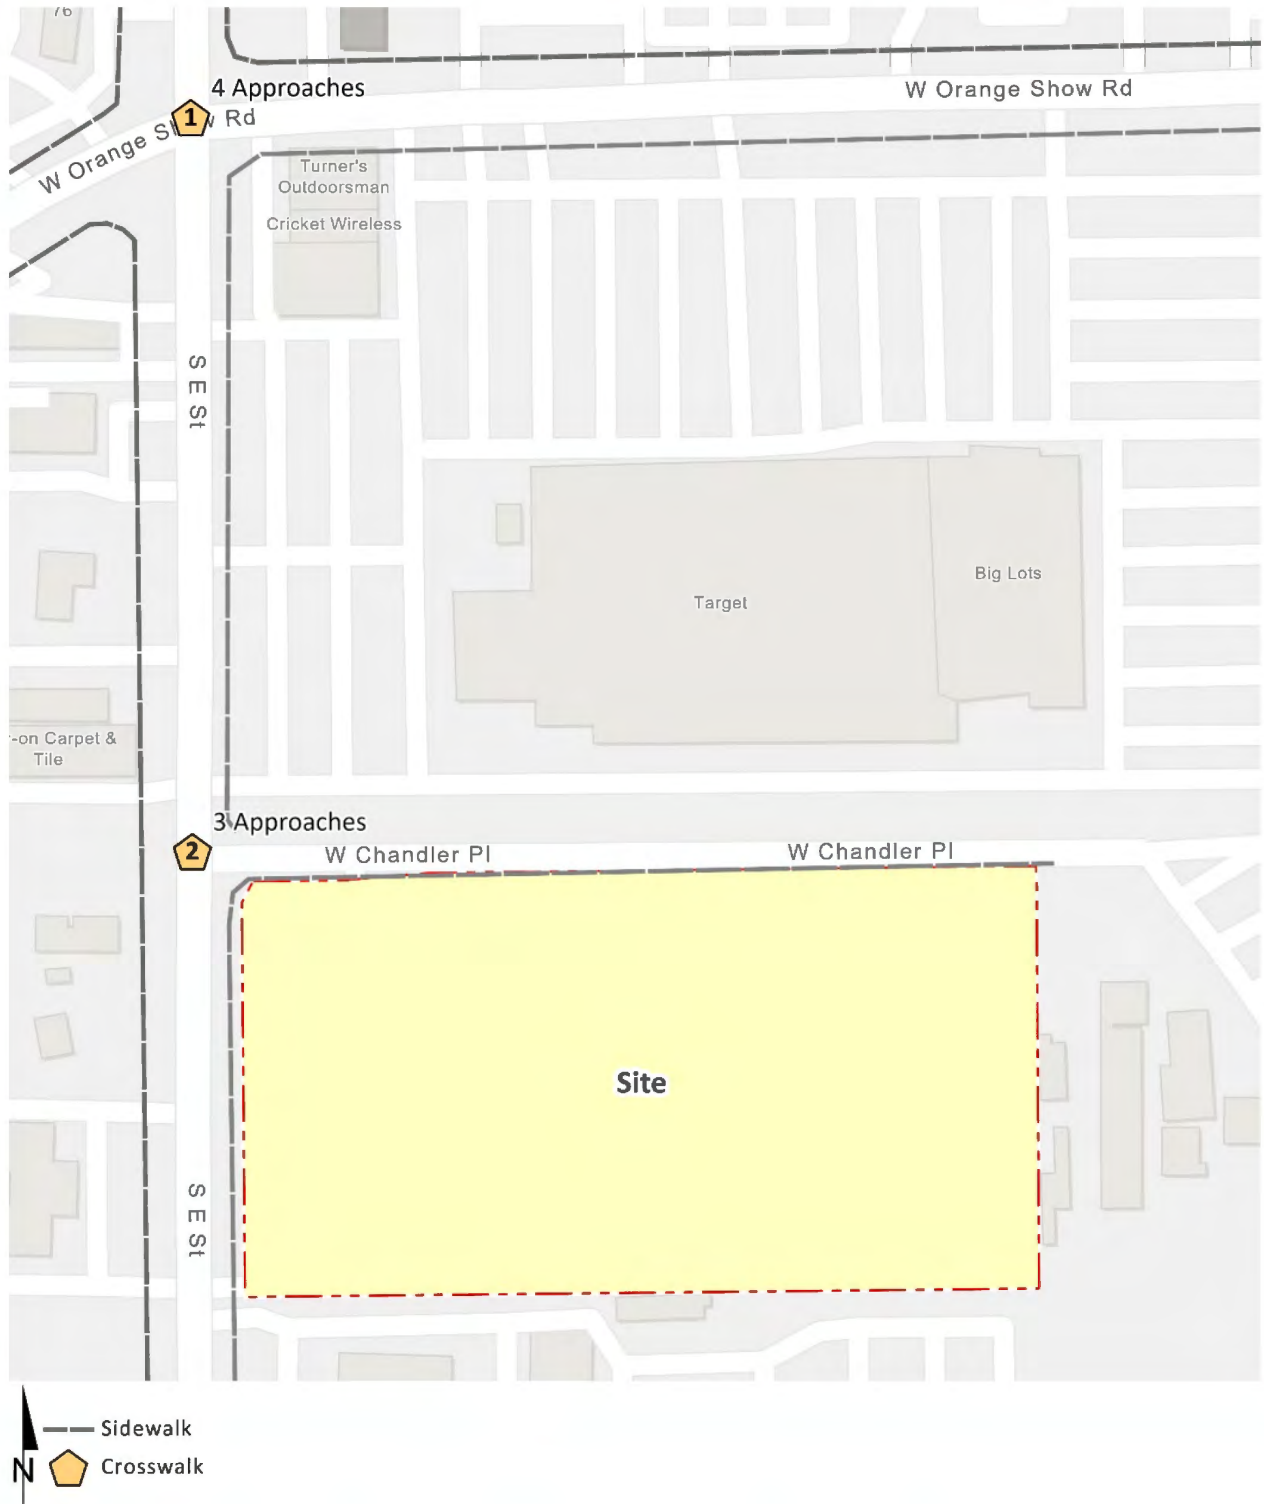 76
4 Approaches
W Orange Show Rd
1
W Orange S w Rd
Turner's
Outdoorsman
Cricket Wireless
S E St
Big Lots
Target
-on Carpet &
Tile
3 Approaches
2
W Chandler Pl
W Chandler Pl
Site
S E St
Sidewalk
N
Crosswalk